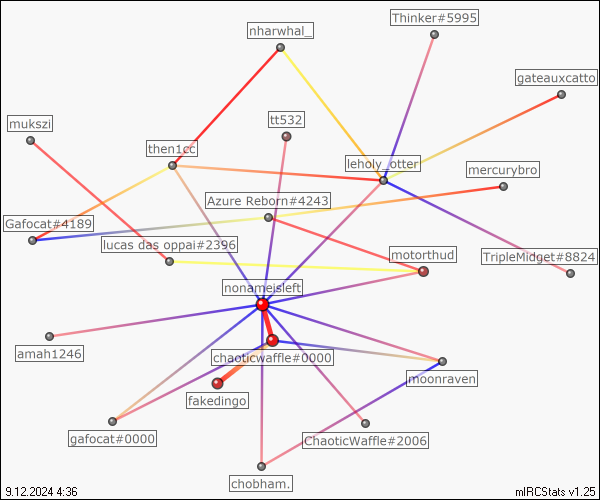 Thinker#5995
nharwhal_
gateauxcatto
mukszi
tt532
then1cc
leholy_otter
mercurybro
Azure Reborn#4243
Gafocat#4189
lucas das oppai#2396
motorthud
TripleMidget#8824
nonamejsleft
amah1246
chaoticwaffle#0000
moonraven
fakedingo
gafocat#0000
ChaoticWaffle#2006
chobham.
9.12.2024 4:36
mIRCStats v1.25